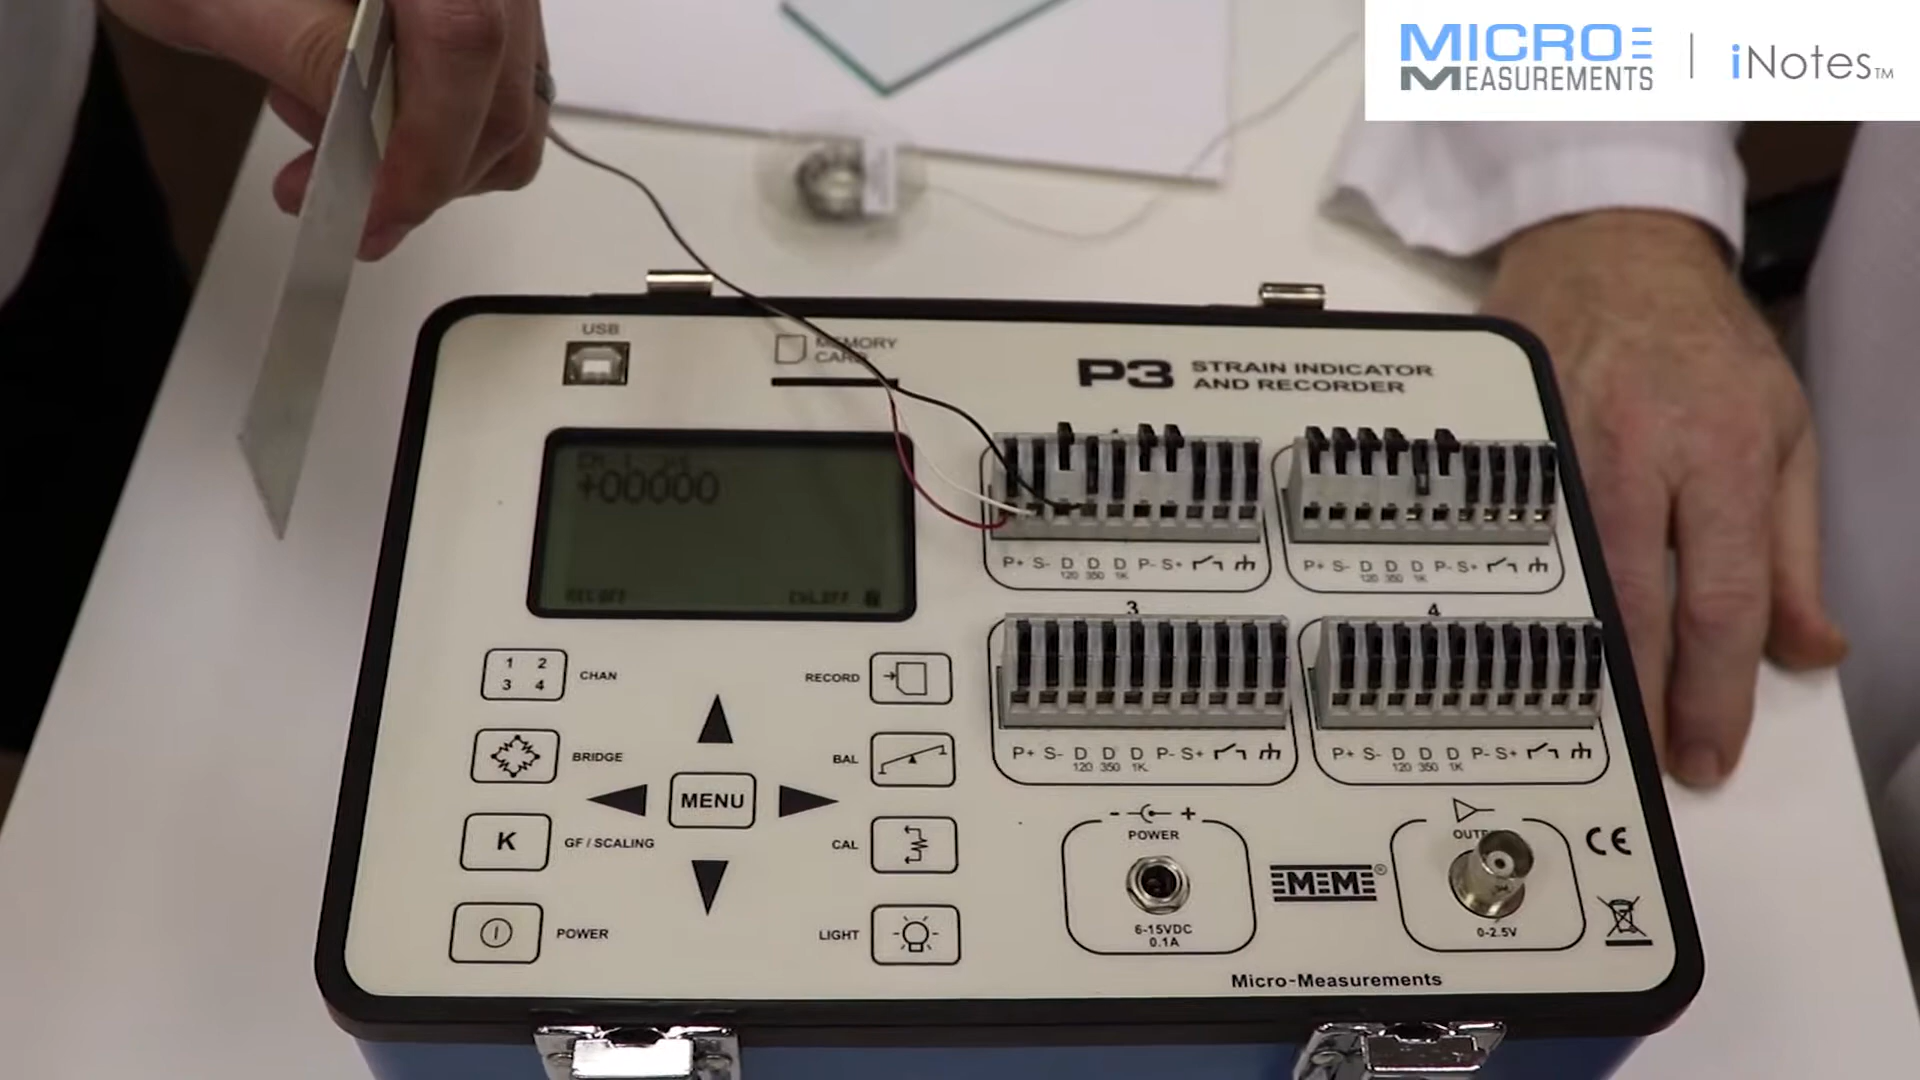 MICRO
MEASUREMENTS
iNotes™
USB
MEMORY
CARD
P3 STRAIN INDICATOR
AND RECORDER
+00000
P+ S- D D D P- S+
120 350 1K
P+ S- D D D P- S+
120 350 1K
3
4
P+ S- D D D P- S+
120 350 1K
P+ S- D D D P- S+
120 350 1K
1 2
3 4
CHAN
RECORD
BRIDGE
BAL
MENU
K
GF / SCALING
CAL
POWER
LIGHT
- +
POWER
6-15VDC
0.1A
MM®
0-2.5V
CE
Micro-Measurements